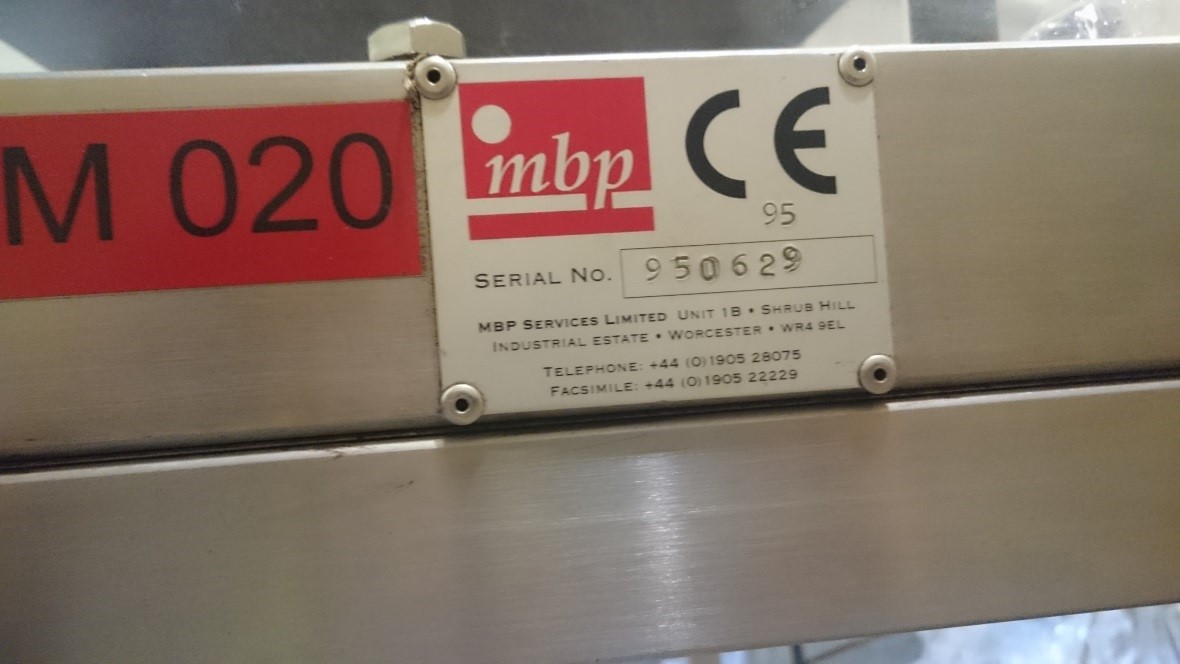 M 020
mbp
CE
95
SERIAL NO. 950629
MBP SERVICES LIMITED UNIT 1B • SHRUB HILL
INDUSTRIAL ESTATE • WORCESTER • WR4 9EL
TELEPHONE: +44 (0)1905 28075
FACSIMILE: +44 (0)1905 22229